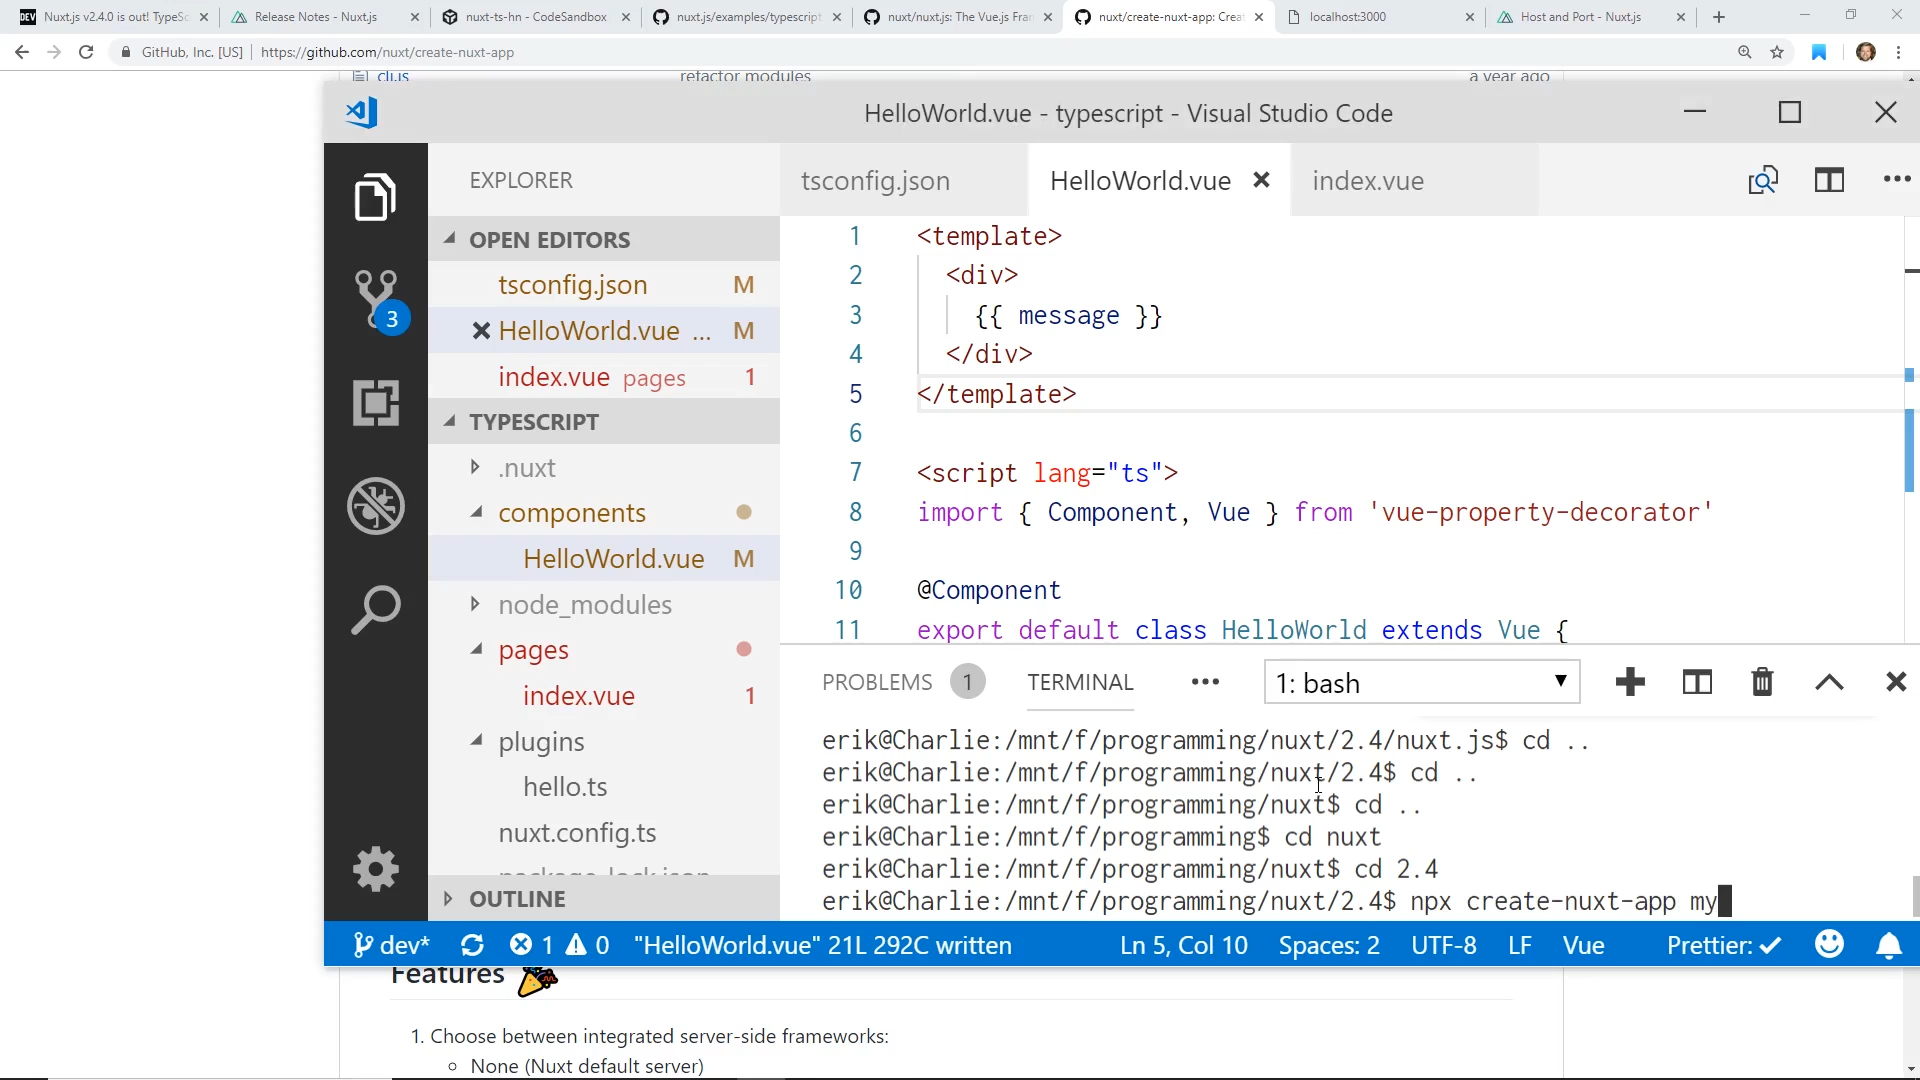 Nuxt.js v2.4.0 is out! TypeSc
Release Notes - Nuxt.js
nuxt-ts-hn - CodeSandbox
nuxt.js/examples/typescript
nuxt/nuxt.js: The Vue.js Fran
nuxt/create-nuxt-app: Creat
localhost:3000
Host and Port - Nuxt.js
GitHub, Inc. [US]
https://github.com/nuxt/create-nuxt-app
cli.js
refactor modules
a year ago
HelloWorld.vue - typescript - Visual Studio Code
EXPLORER
tsconfig.json
HelloWorld.vue
index.vue
OPEN EDITORS
tsconfig.json M
HelloWorld.vue ... M
index.vue pages 1
TYPESCRIPT
.nuxt
components
HelloWorld.vue M
node_modules
pages
index.vue 1
plugins
hello.ts
nuxt.config.ts
package-lock.json
OUTLINE
3
1 <template>
2 <div>
3 {{ message }}
4 </div>
5 </template>
6
7 <script lang="ts">
8 import { Component, Vue } from 'vue-property-decorator'
9
10 @Component
11 export default class HelloWorld extends Vue {
PROBLEMS 1 TERMINAL ••• 1: bash
erik@Charlie:/mnt/f/programming/nuxt/2.4/nuxt.js$ cd ..
erik@Charlie:/mnt/f/programming/nuxt/2.4$ cd ..
erik@Charlie:/mnt/f/programming/nuxt$ cd ..
erik@Charlie:/mnt/f/programming$ cd nuxt
erik@Charlie:/mnt/f/programming/nuxt$ cd 2.4
erik@Charlie:/mnt/f/programming/nuxt/2.4$ npx create-nuxt-app my
dev* 1 0 "HelloWorld.vue" 21L 292C written Ln 5, Col 10 Spaces: 2 UTF-8 LF Vue Prettier: ✓
Features 🎉
1. Choose between integrated server-side frameworks:
None (Nuxt default server)